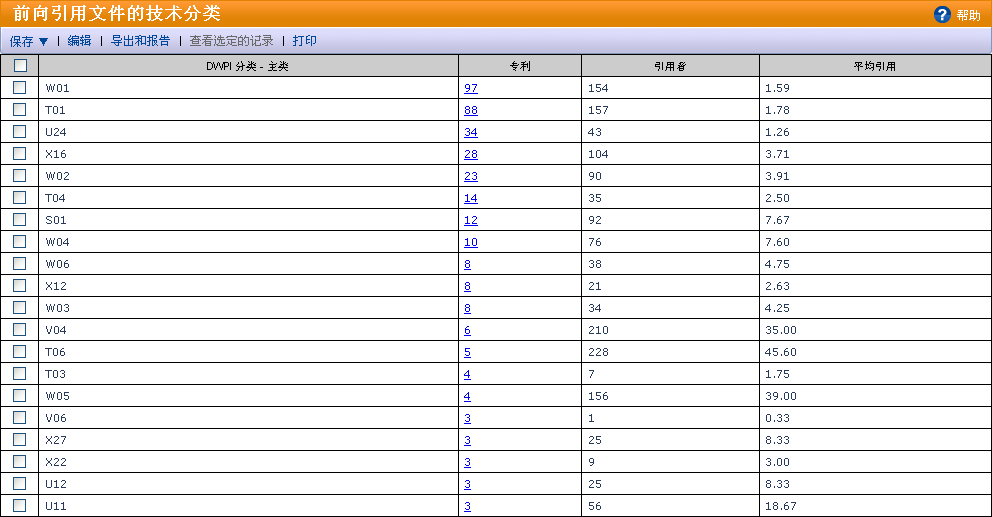 前向引用文件的技术分类
帮助
保存 ▼ | 编辑 | 导出和报告 | 查看选定的记录 | 打印
DWPI 分类 - 主类 专利 引用者 平均引用
W01 97 154 1.59
T01 88 157 1.78
U24 34 43 1.26
X16 28 104 3.71
W02 23 90 3.91
T04 14 35 2.50
S01 12 92 7.67
W04 10 76 7.60
W06 8 38 4.75
X12 8 21 2.63
W03 8 34 4.25
V04 6 210 35.00
T06 5 228 45.60
T03 4 7 1.75
W05 4 156 39.00
V06 3 1 0.33
X27 3 25 8.33
X22 3 9 3.00
U12 3 25 8.33
U11 3 56 18.67